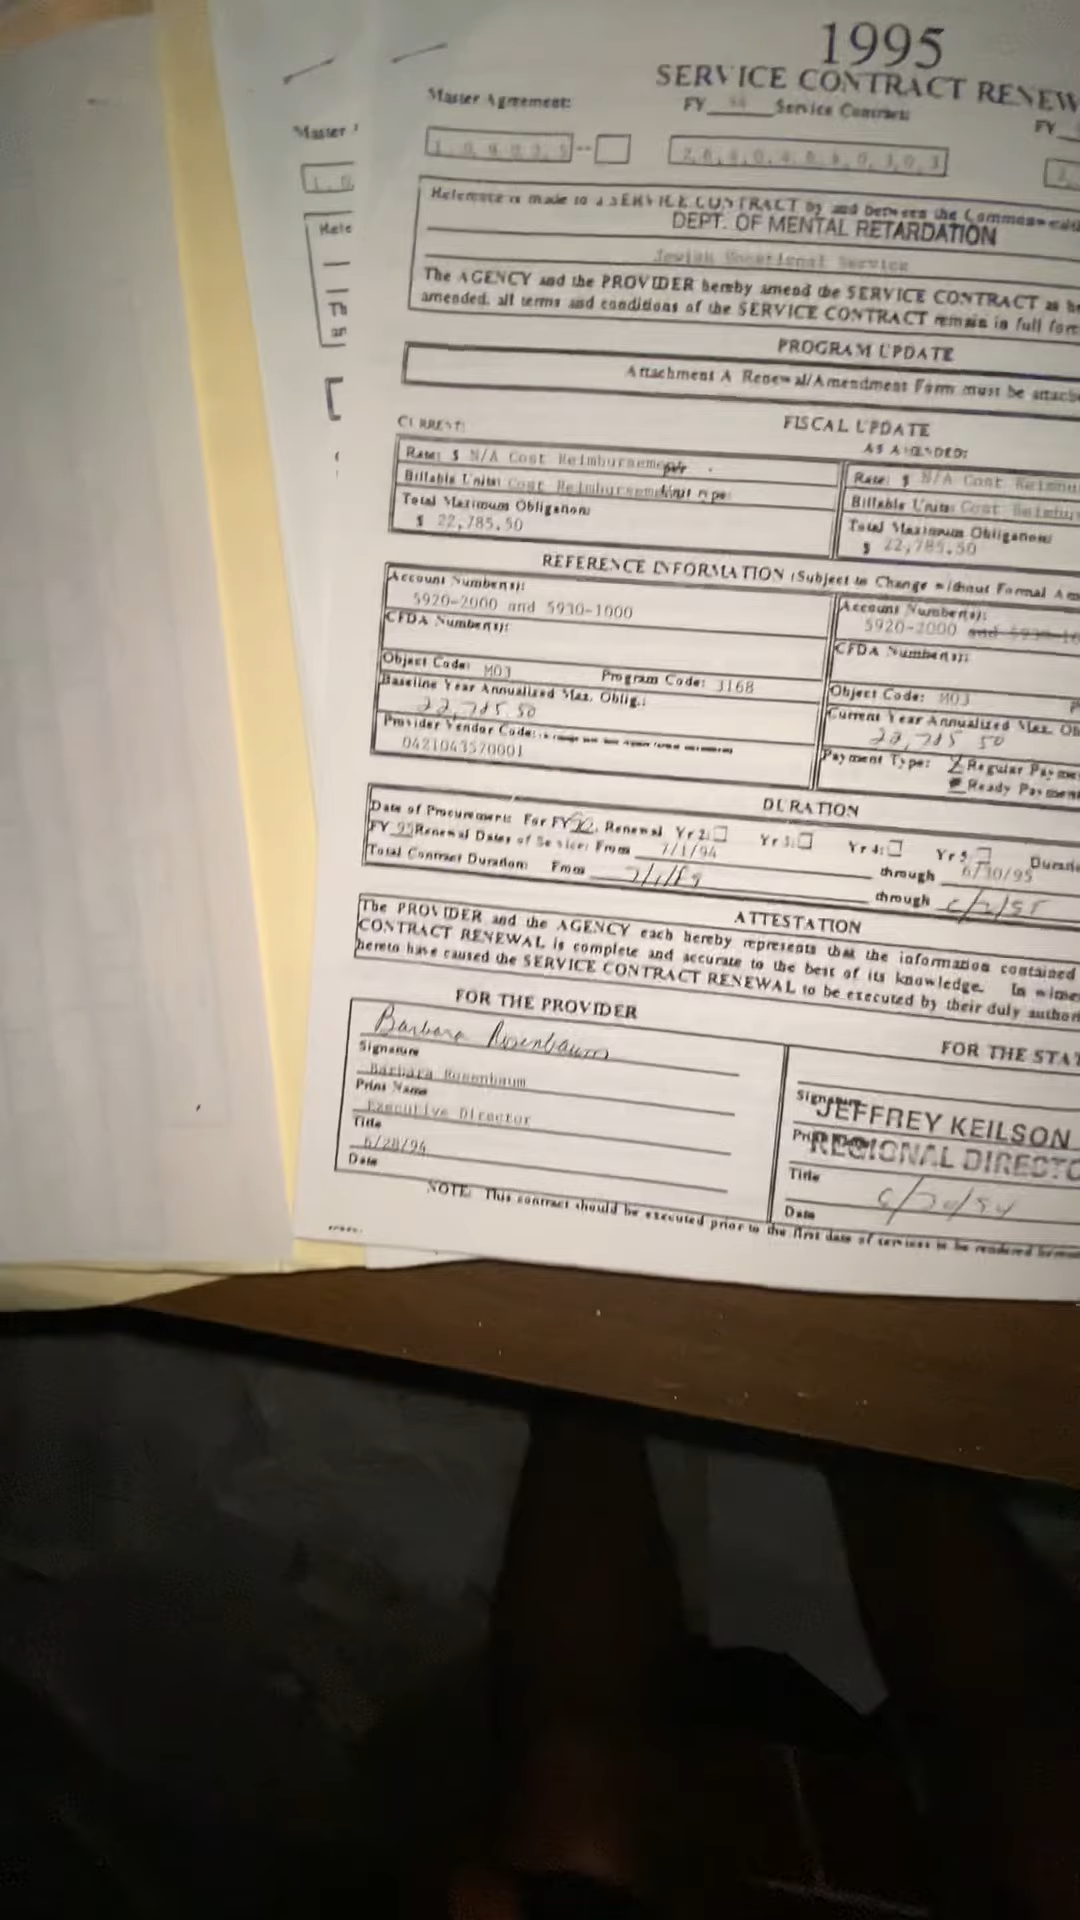 1995
SERVICE CONTRACT RENEW
Master Agreement: FY Service Contract: FY
Master
Reference is made to a SERVICE CONTRACT by and between the Commonwealt
DEPT. OF MENTAL RETARDATION
Jewish Vocational Service
The AGENCY and the PROVIDER hereby amend the SERVICE CONTRACT as he
amended, all terms and conditions of the SERVICE CONTRACT remain in full forc
Th
PROGRAM UPDATE
Attachment A Renewal/Amendment Form must be attache
FISCAL UPDATE
CURRENT: AS AMENDED:
Rate: $ N/A Cost Reimbursement per
Rate: $ N/A Cost Reimbu
Billable Units: Cost Reimbursement Unit type:
Billable Units: Cost Reimbur
Total Maximum Obligation:
$ 22,785.50
Total Maximum Obligation:
$ 22,785.50
REFERENCE INFORMATION (Subject to Change without Formal Am
Account Number(s):
5920-2000 and 5930-1000
Account Number(s):
5920-2000 and 5930-10
CFDA Number(s):
CFDA Number(s):
Object Code: M03 Program Code: 3168
Object Code: M03
Baseline Year Annualized Max. Oblig.:
22,785.50
Current Year Annualized Max. Ob
22,785 50
Provider Vendor Code:
0421043570001
Payment Type: Regular Payme
Ready Payment
DURATION
Date of Procurement: For FY Renewal Yr 2: Yr 3: Yr 4: Yr 5 Duratio
FY 95 Renewal Dates of Service: From 7/1/94 through 6/30/95
Total Contract Duration: From 7/1/89 through
ATTESTATION
The PROVIDER and the AGENCY each hereby represents that the information contained
CONTRACT RENEWAL is complete and accurate to the best of its knowledge. In witnes
hereto have caused the SERVICE CONTRACT RENEWAL to be executed by their duly author
FOR THE PROVIDER
Barbara Rosenbaum
Signature
Barbara Rosenbaum
Print Name
Executive Director
Title
6/28/94
Date
FOR THE STAT
Signature
JEFFREY KEILSON
REGIONAL DIRECTO
Title
6/30/94
Date
NOTE: This contract should be executed prior to the first date of services to be rendered